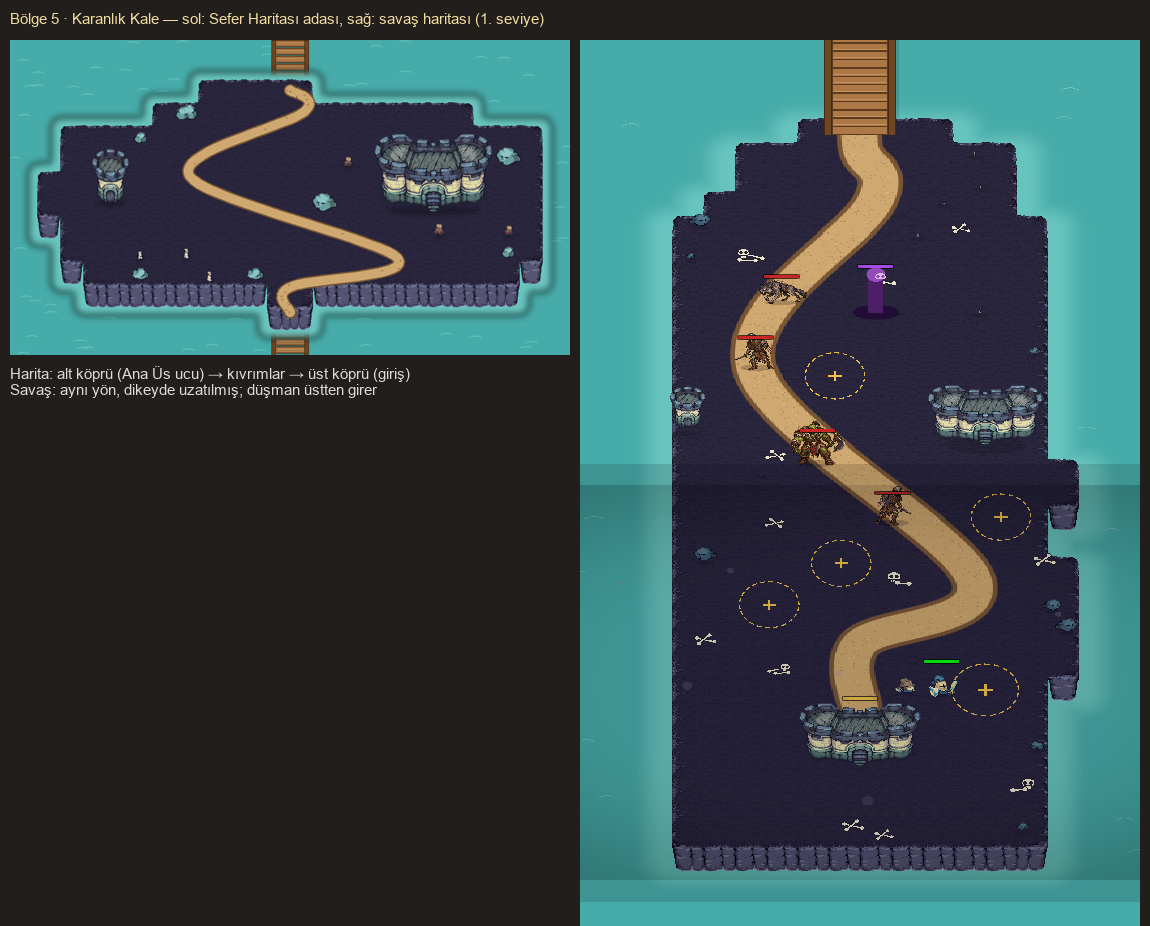 Bölge 5 · Karanlık Kale — sol: Sefer Haritası adası, sağ: savaş haritası (1. seviye)
Harita: alt köprü (Ana Üs ucu) → kıvrımlar → üst köprü (giriş)
Savaş: aynı yön, dikeyde uzatılmış; düşman üstten girer